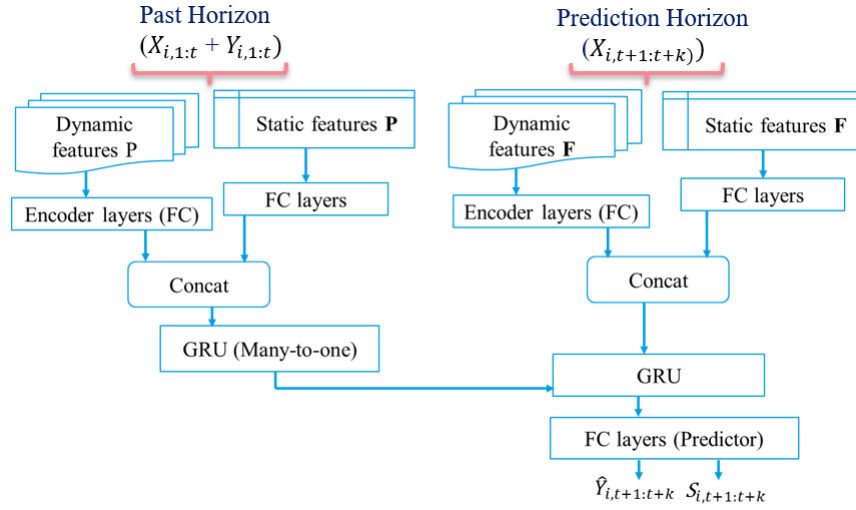 Past Horizon
(X_{i,1:t} + Y_{i,1:t})
Dynamic
features P
Static features P
Encoder layers (FC)
FC layers
Concat
GRU (Many-to-one)
Prediction Horizon
(X_{i,t+1:t+k)})
Dynamic
features F
Static features F
Encoder layers (FC)
FC layers
Concat
GRU
FC layers (Predictor)
Ŷ_{i,t+1:t+k} S_{i,t+1:t+k}